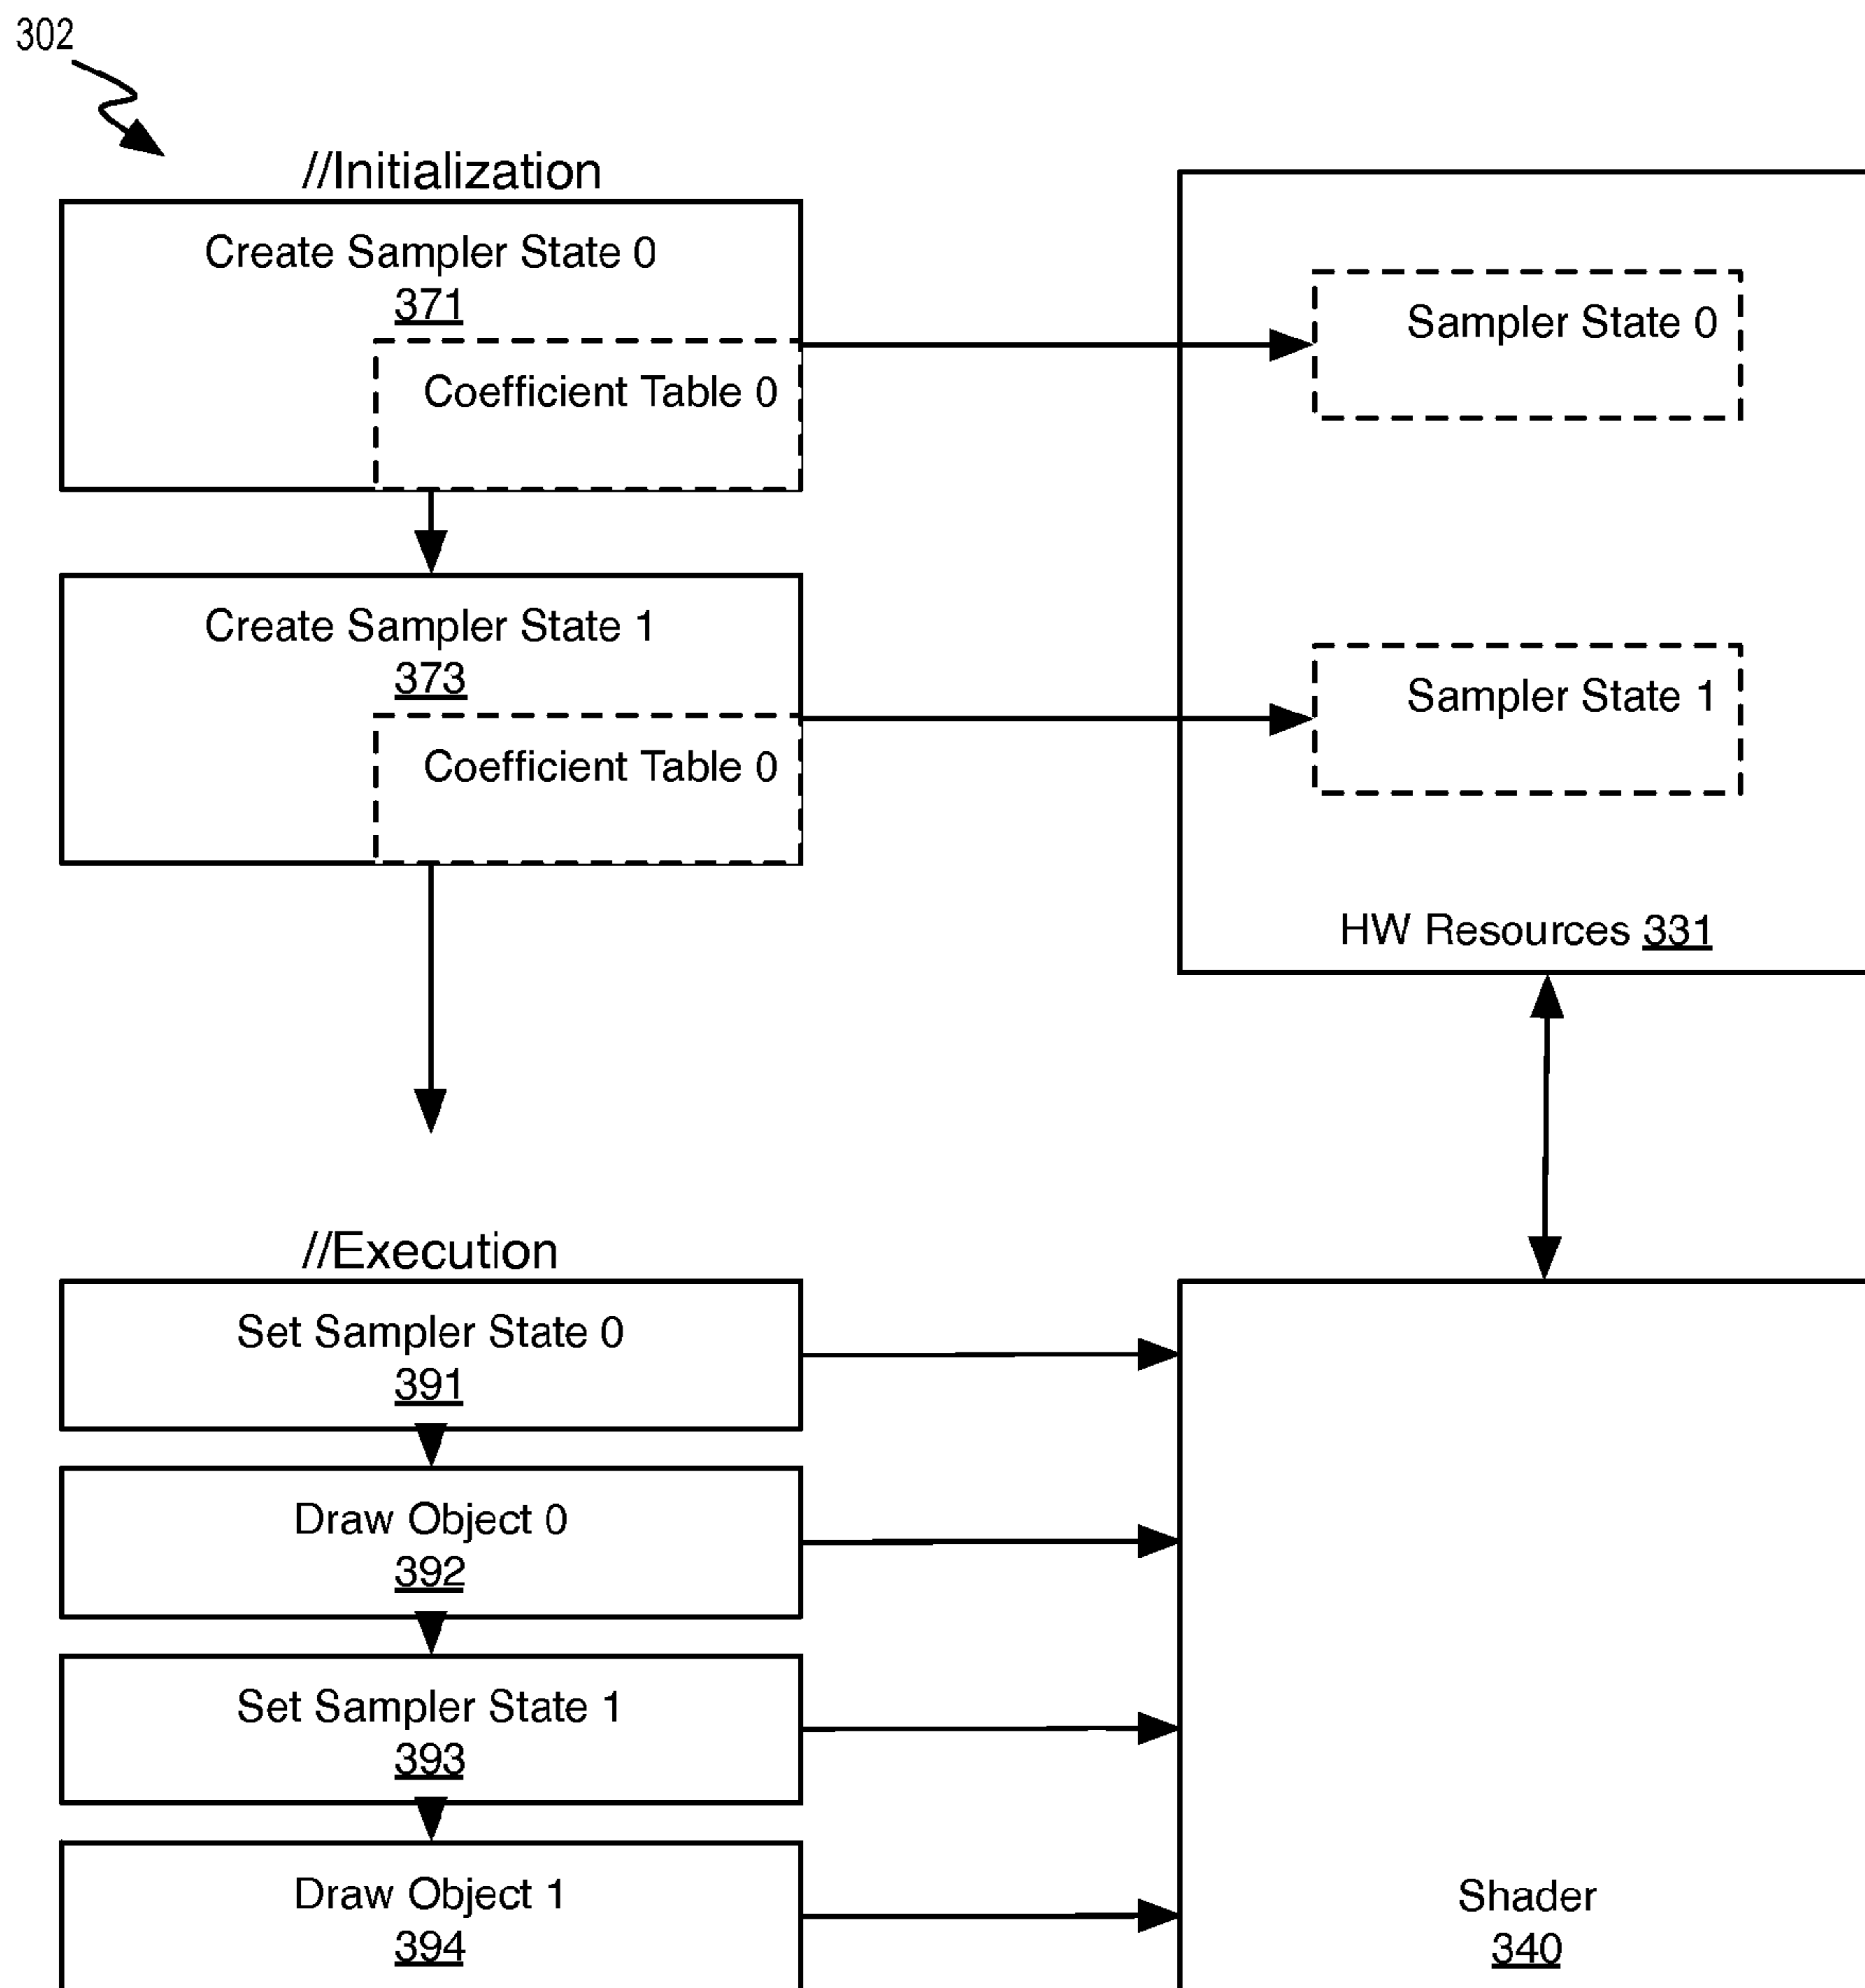 302
//Initialization
Create Sampler State 0
371
Coefficient Table 0
Sampler State 0
Create Sampler State 1
373
Coefficient Table 0
Sampler State 1
HW Resources 331
//Execution
Set Sampler State 0
391
Draw Object 0
392
Set Sampler State 1
393
Draw Object 1
394
Shader
340